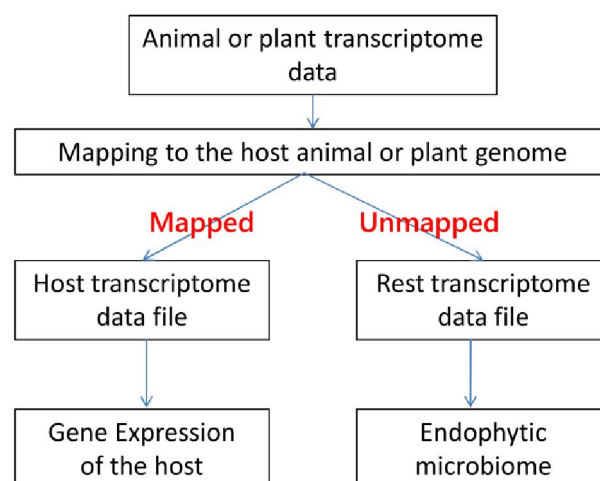 Animal or plant transcriptome
data
Mapping to the host animal or plant genome
Mapped
Unmapped
Host transcriptome
data file
Rest transcriptome
data file
Gene Expression
of the host
Endophytic
microbiome